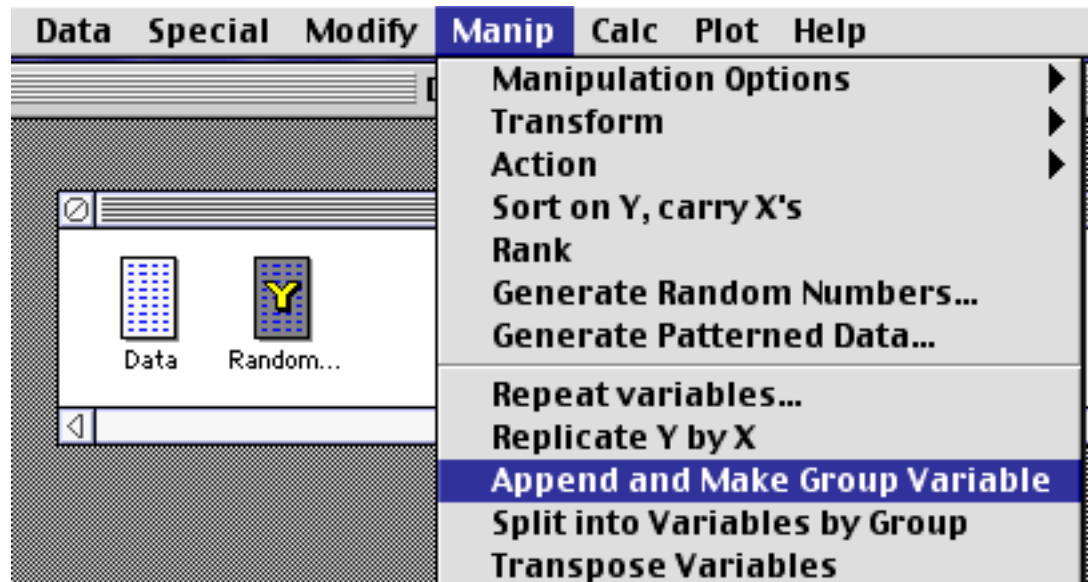 Data Special Modify Manip Calc Plot Help
Manipulation Options
Transform
Action
Sort on Y, carry X's
Rank
Generate Random Numbers...
Generate Patterned Data...
Repeat variables...
Replicate Y by X
Append and Make Group Variable
Split into Variables by Group
Transpose Variables
Y
Data Random...